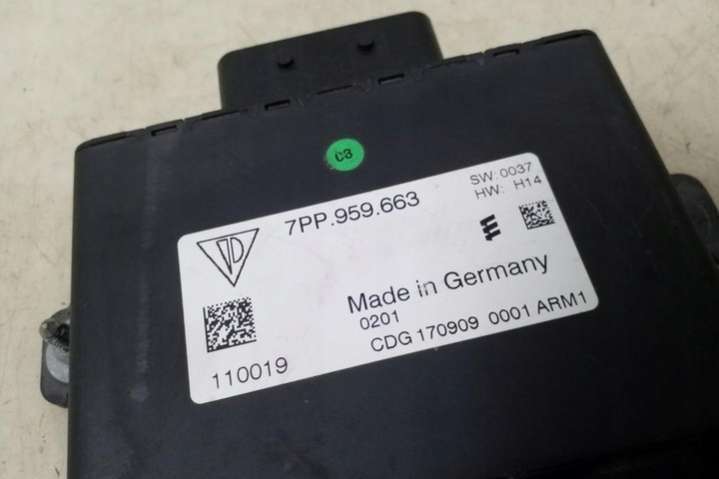 C3
7PP.959.663
SW: 0037
HW: H14
Made in Germany
0201
CDG 170909 0001 ARM1
110019